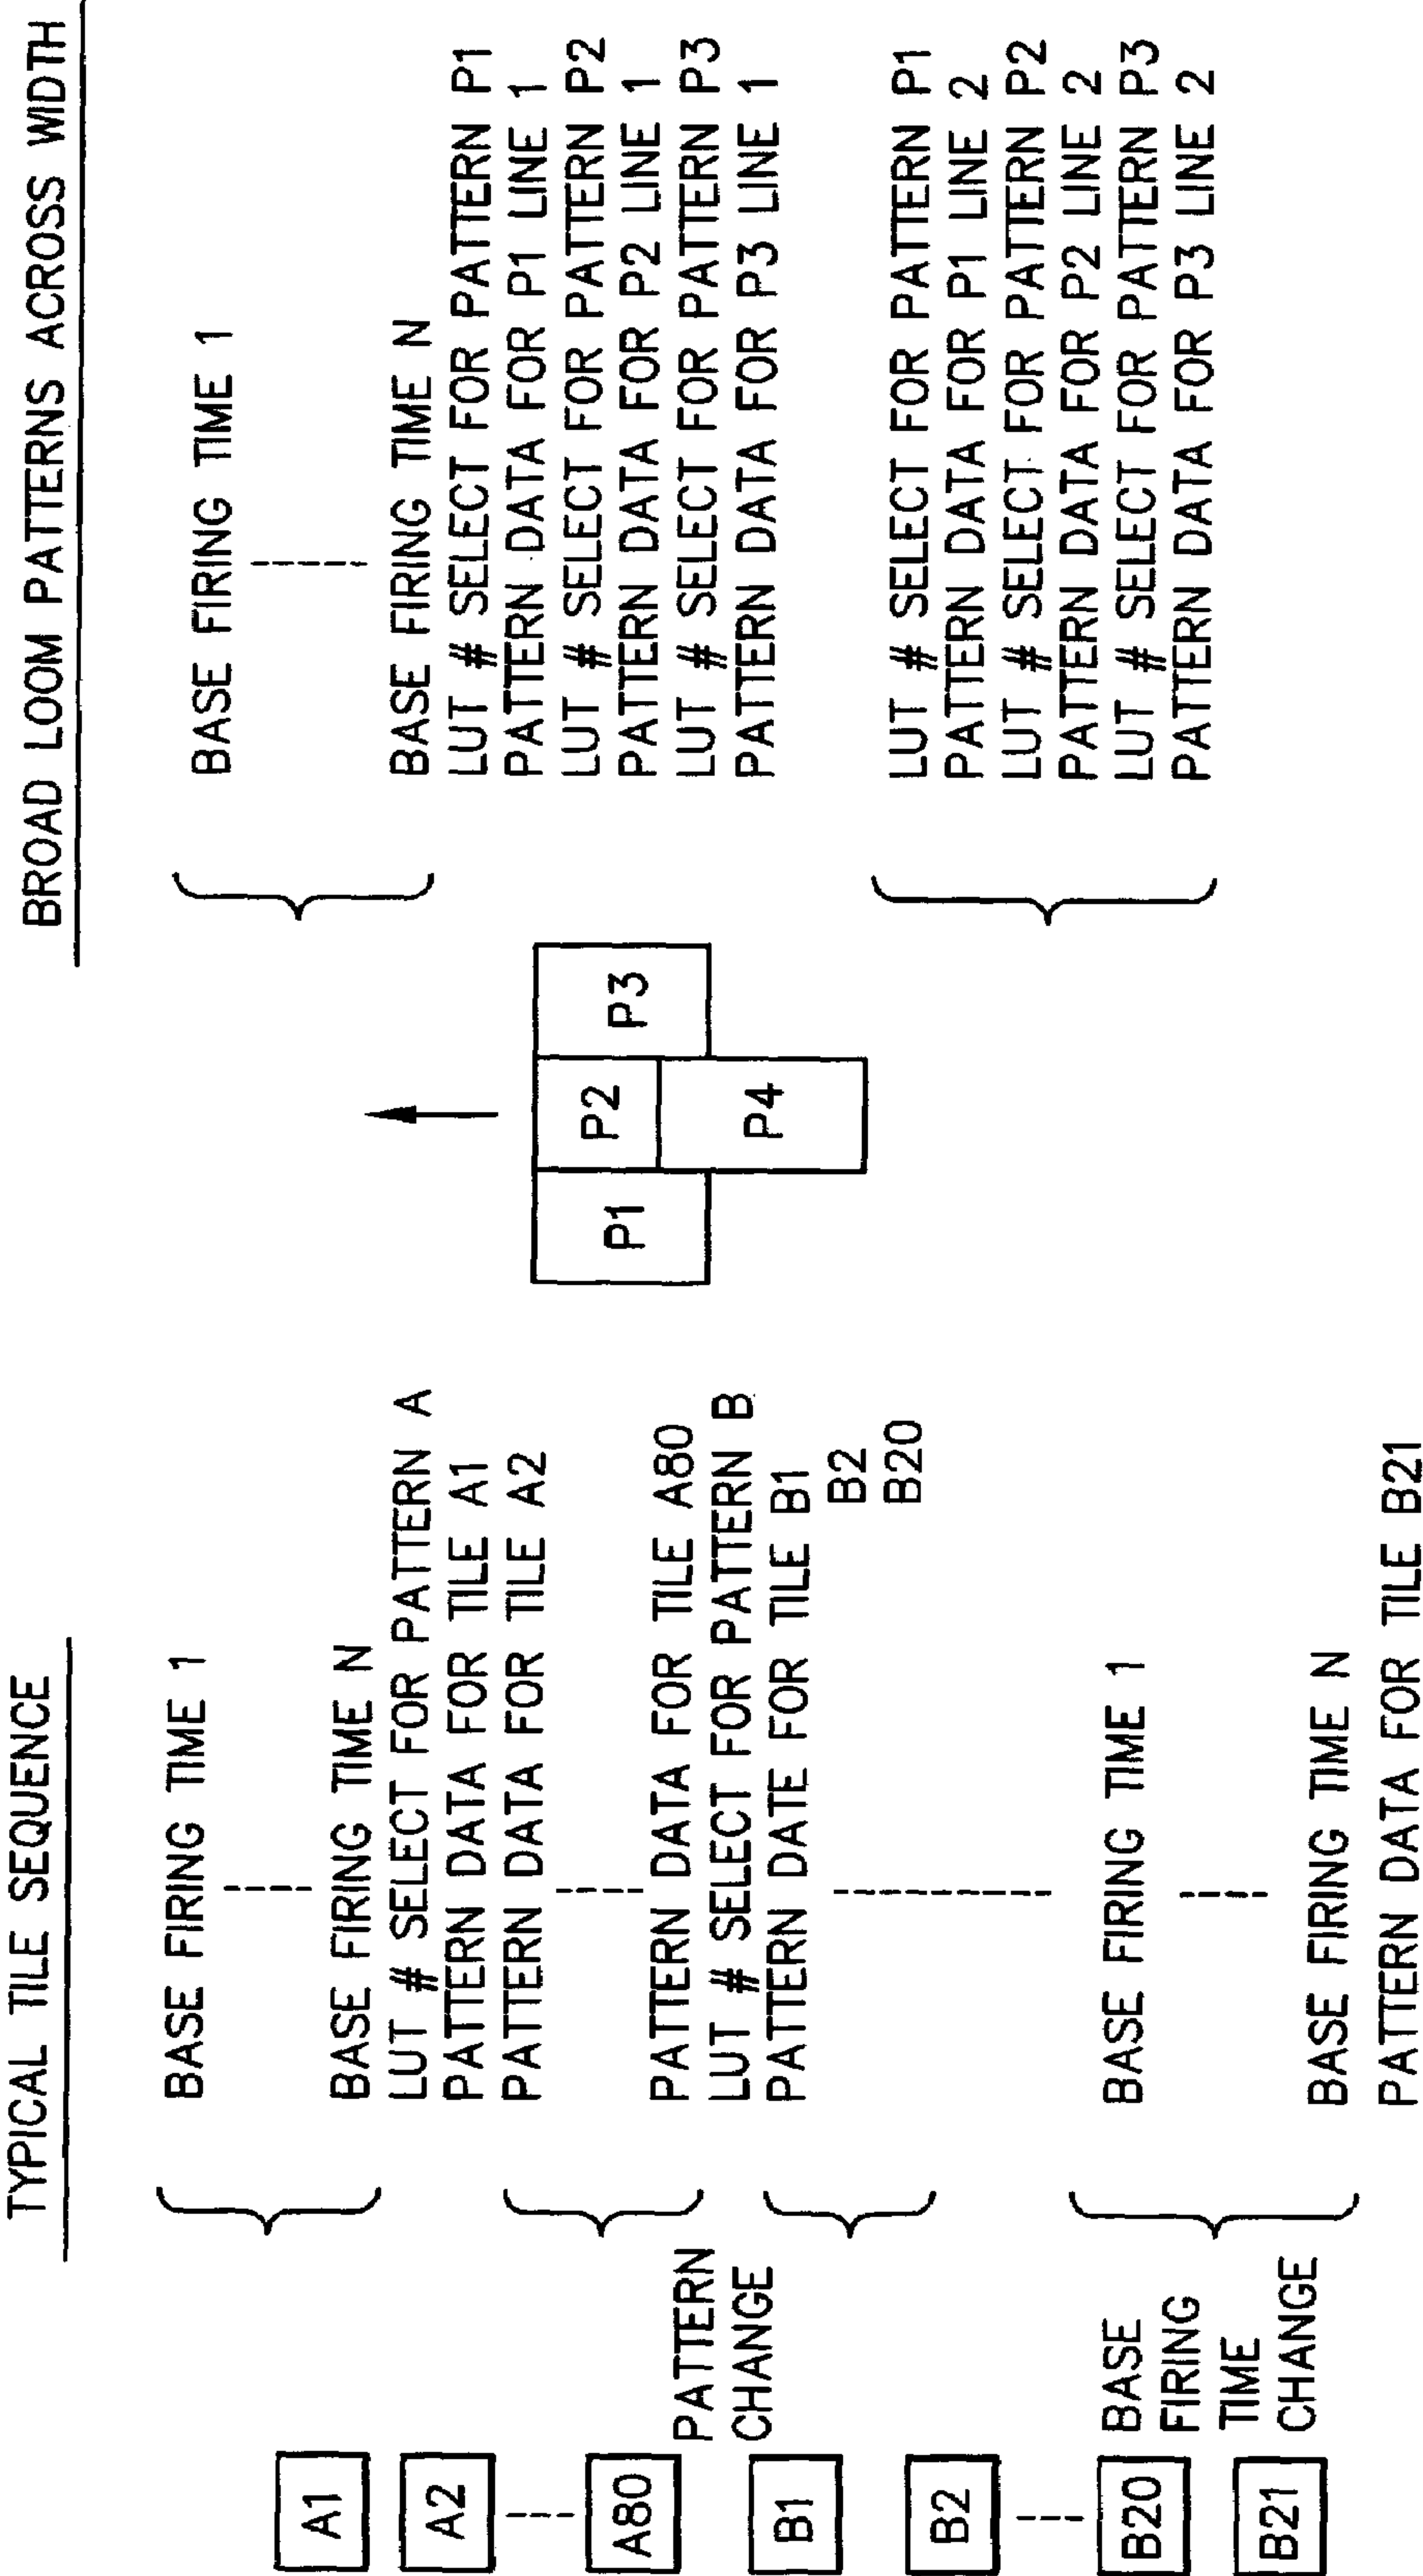 TYPICAL TILE SEQUENCE
A1
A2
A80
B1
B2
B20
B21
PATTERN
CHANGE
BASE
FIRING
TIME
CHANGE
BASE FIRING TIME 1
BASE FIRING TIME N
LUT # SELECT FOR PATTERN A
PATTERN DATA FOR TILE A1
PATTERN DATA FOR TILE A2
PATTERN DATA FOR TILE A80
LUT # SELECT FOR PATTERN B
PATTERN DATE FOR TILE B1
B2
B20
BASE FIRING TIME 1
BASE FIRING TIME N
PATTERN DATA FOR TILE B21
BROAD LOOM PATTERNS ACROSS WIDTH
P1
P2
P3
P4
BASE FIRING TIME 1
BASE FIRING TIME N
LUT # SELECT FOR PATTERN P1
PATTERN DATA FOR P1 LINE 1
LUT # SELECT FOR PATTERN P2
PATTERN DATA FOR P2 LINE 1
LUT # SELECT FOR PATTERN P3
PATTERN DATA FOR P3 LINE 1
LUT # SELECT FOR PATTERN P1
PATTERN DATA FOR P1 LINE 2
LUT # SELECT FOR PATTERN P2
PATTERN DATA FOR P2 LINE 2
LUT # SELECT FOR PATTERN P3
PATTERN DATA FOR P3 LINE 2